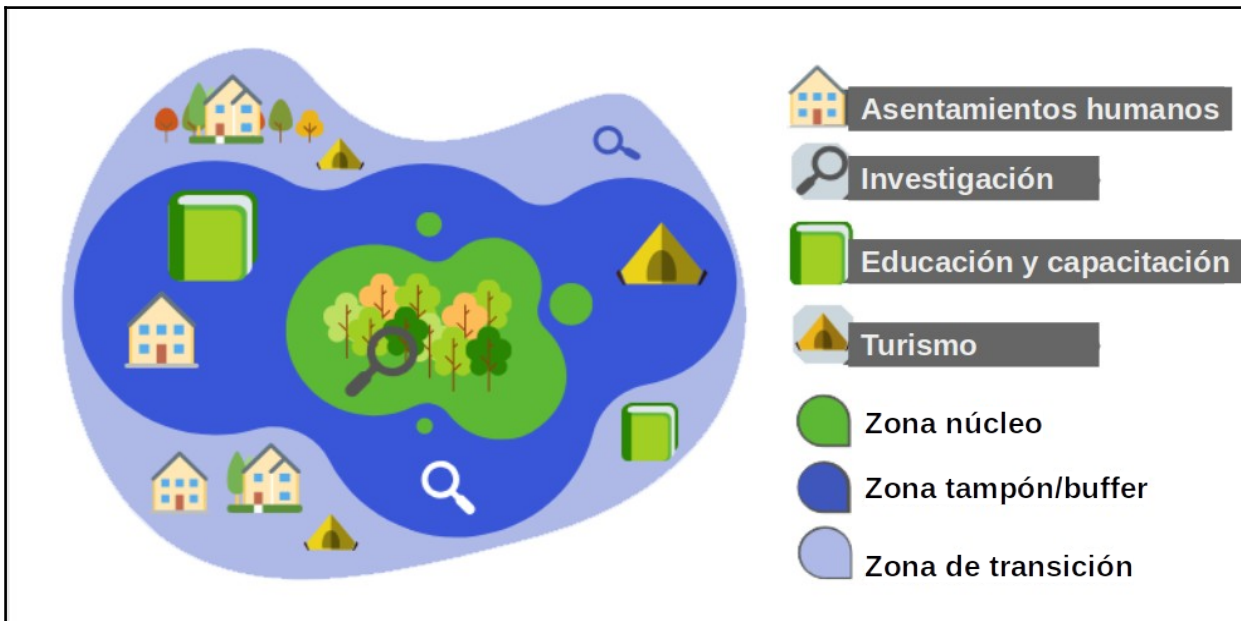 Asentamientos humanos
Investigación
Educación y capacitación
Turismo
Zona núcleo
Zona tampón/buffer
Zona de transición